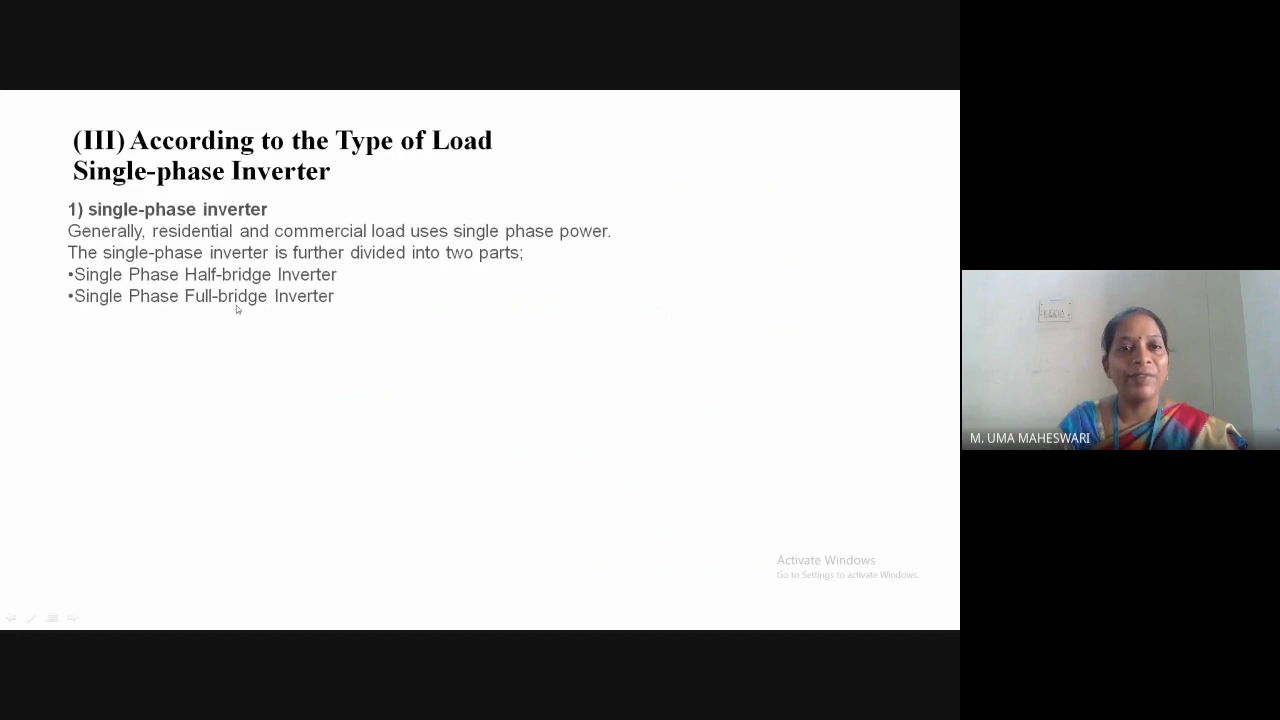 (III) According to the Type of Load
Single-phase Inverter
1) single-phase inverter
Generally, residential and commercial load uses single phase power.
The single-phase inverter is further divided into two parts;
•Single Phase Half-bridge Inverter
•Single Phase Full-bridge Inverter
M. UMA MAHESWARI
Activate Windows
Go to Settings to activate Windows.